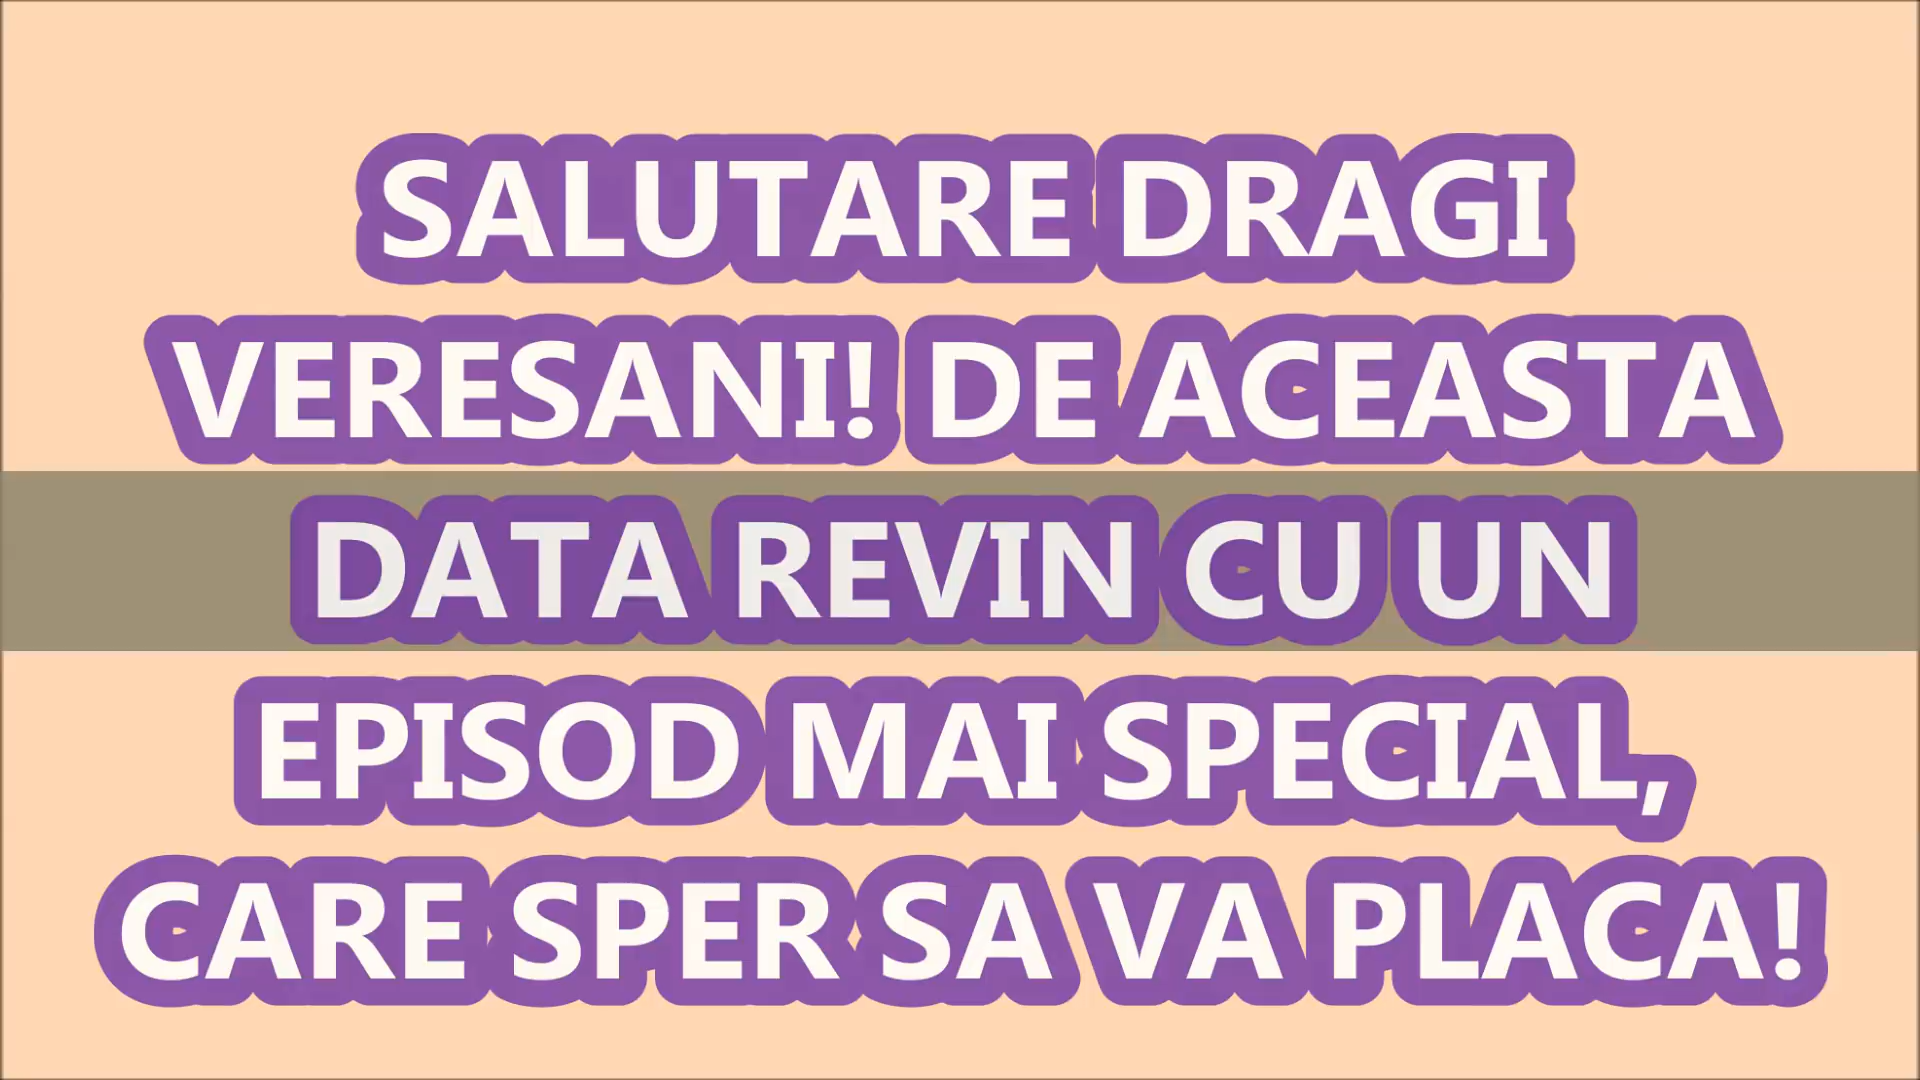 SALUTARE DRAGI
VERESANI! DE ACEASTA
DATA REVIN CU UN
EPISOD MAI SPECIAL,
CARE SPER SA VA PLACA!